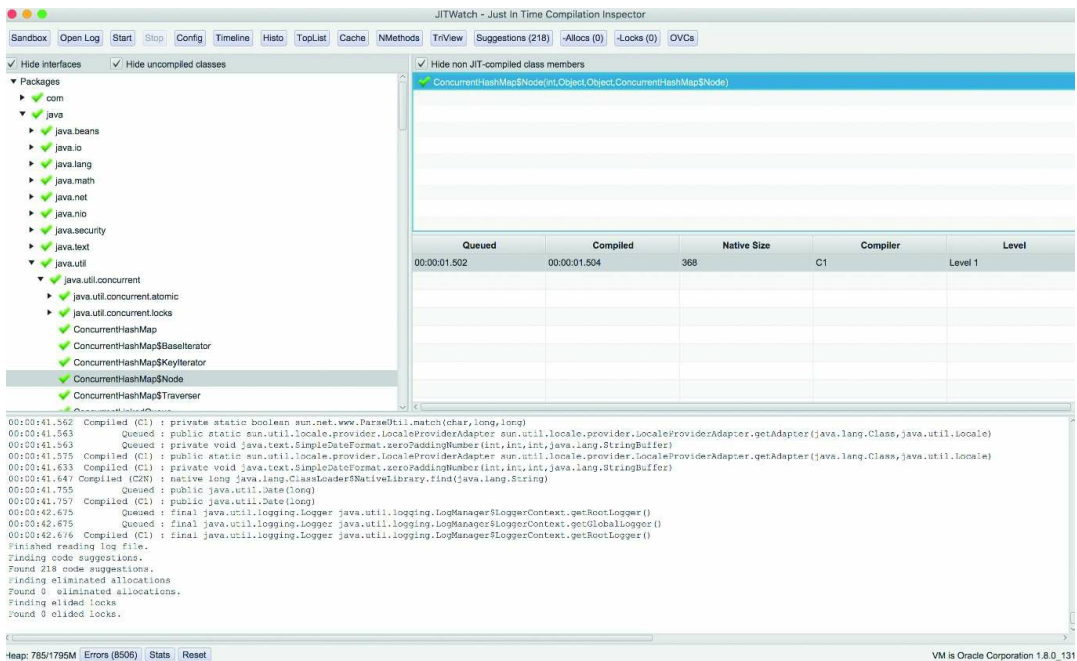 JITWatch - Just In Time Compilation Inspector
Sandbox Open Log Start Stop Config Timeline Histo TopList Cache NMethods TriView Suggestions (218) -Allocs (0) -Locks (0) OVCs
Hide interfaces Hide uncompiled classes
Packages
com
java
java.beans
java.io
java.lang
java.math
java.net
java.nio
java.security
java.text
java.util
java.util.concurrent
java.util.concurrent.atomic
java.util.concurrent.locks
ConcurrentHashMap
ConcurrentHashMap$BaseIterator
ConcurrentHashMap$KeyIterator
ConcurrentHashMap$Node
ConcurrentHashMap$Traverser
Hide non JIT-compiled class members
ConcurrentHashMap$Node(int,Object,Object,ConcurrentHashMap$Node)
Queued Compiled Native Size Compiler Level
00:00:01.502 00:00:01.504 368 C1 Level 1
00:00:41.562 Compiled (C1) : private static boolean sun.net.www.ParseUtil.match(char,long,long)
00:00:41.563 Queued : public static sun.util.locale.provider.LocaleProviderAdapter sun.util.locale.provider.LocaleProviderAdapter.getAdapter(java.lang.Class,java.util.Locale)
00:00:41.563 Queued : private void java.text.SimpleDateFormat.zeroPaddingNumber(int,int,int,java.lang.StringBuffer)
00:00:41.575 Compiled (C1) : public static sun.util.locale.provider.LocaleProviderAdapter sun.util.locale.provider.LocaleProviderAdapter.getAdapter(java.lang.Class,java.util.Locale)
00:00:41.633 Compiled (C1) : private void java.text.SimpleDateFormat.zeroPaddingNumber(int,int,int,java.lang.StringBuffer)
00:00:41.647 Compiled (C2N) : native long java.lang.ClassLoader$NativeLibrary.find(java.lang.String)
00:00:41.755 Queued : public java.util.Date(long)
00:00:41.757 Compiled (C1) : public java.util.Date(long)
00:00:42.675 Queued : final java.util.logging.Logger java.util.logging.LogManager$LoggerContext.getRootLogger()
00:00:42.675 Queued : final java.util.logging.Logger java.util.logging.LogManager$LoggerContext.getGlobalLogger()
00:00:42.676 Compiled (C1) : final java.util.logging.Logger java.util.logging.LogManager$LoggerContext.getRootLogger()
Finished reading log file.
Finding code suggestions.
Found 218 code suggestions.
Finding eliminated allocations
Found 0 eliminated allocations.
Finding elided locks
Found 0 elided locks.
Heap: 785/1795M Errors (8506) Stats Reset
VM is Oracle Corporation 1.8.0_131